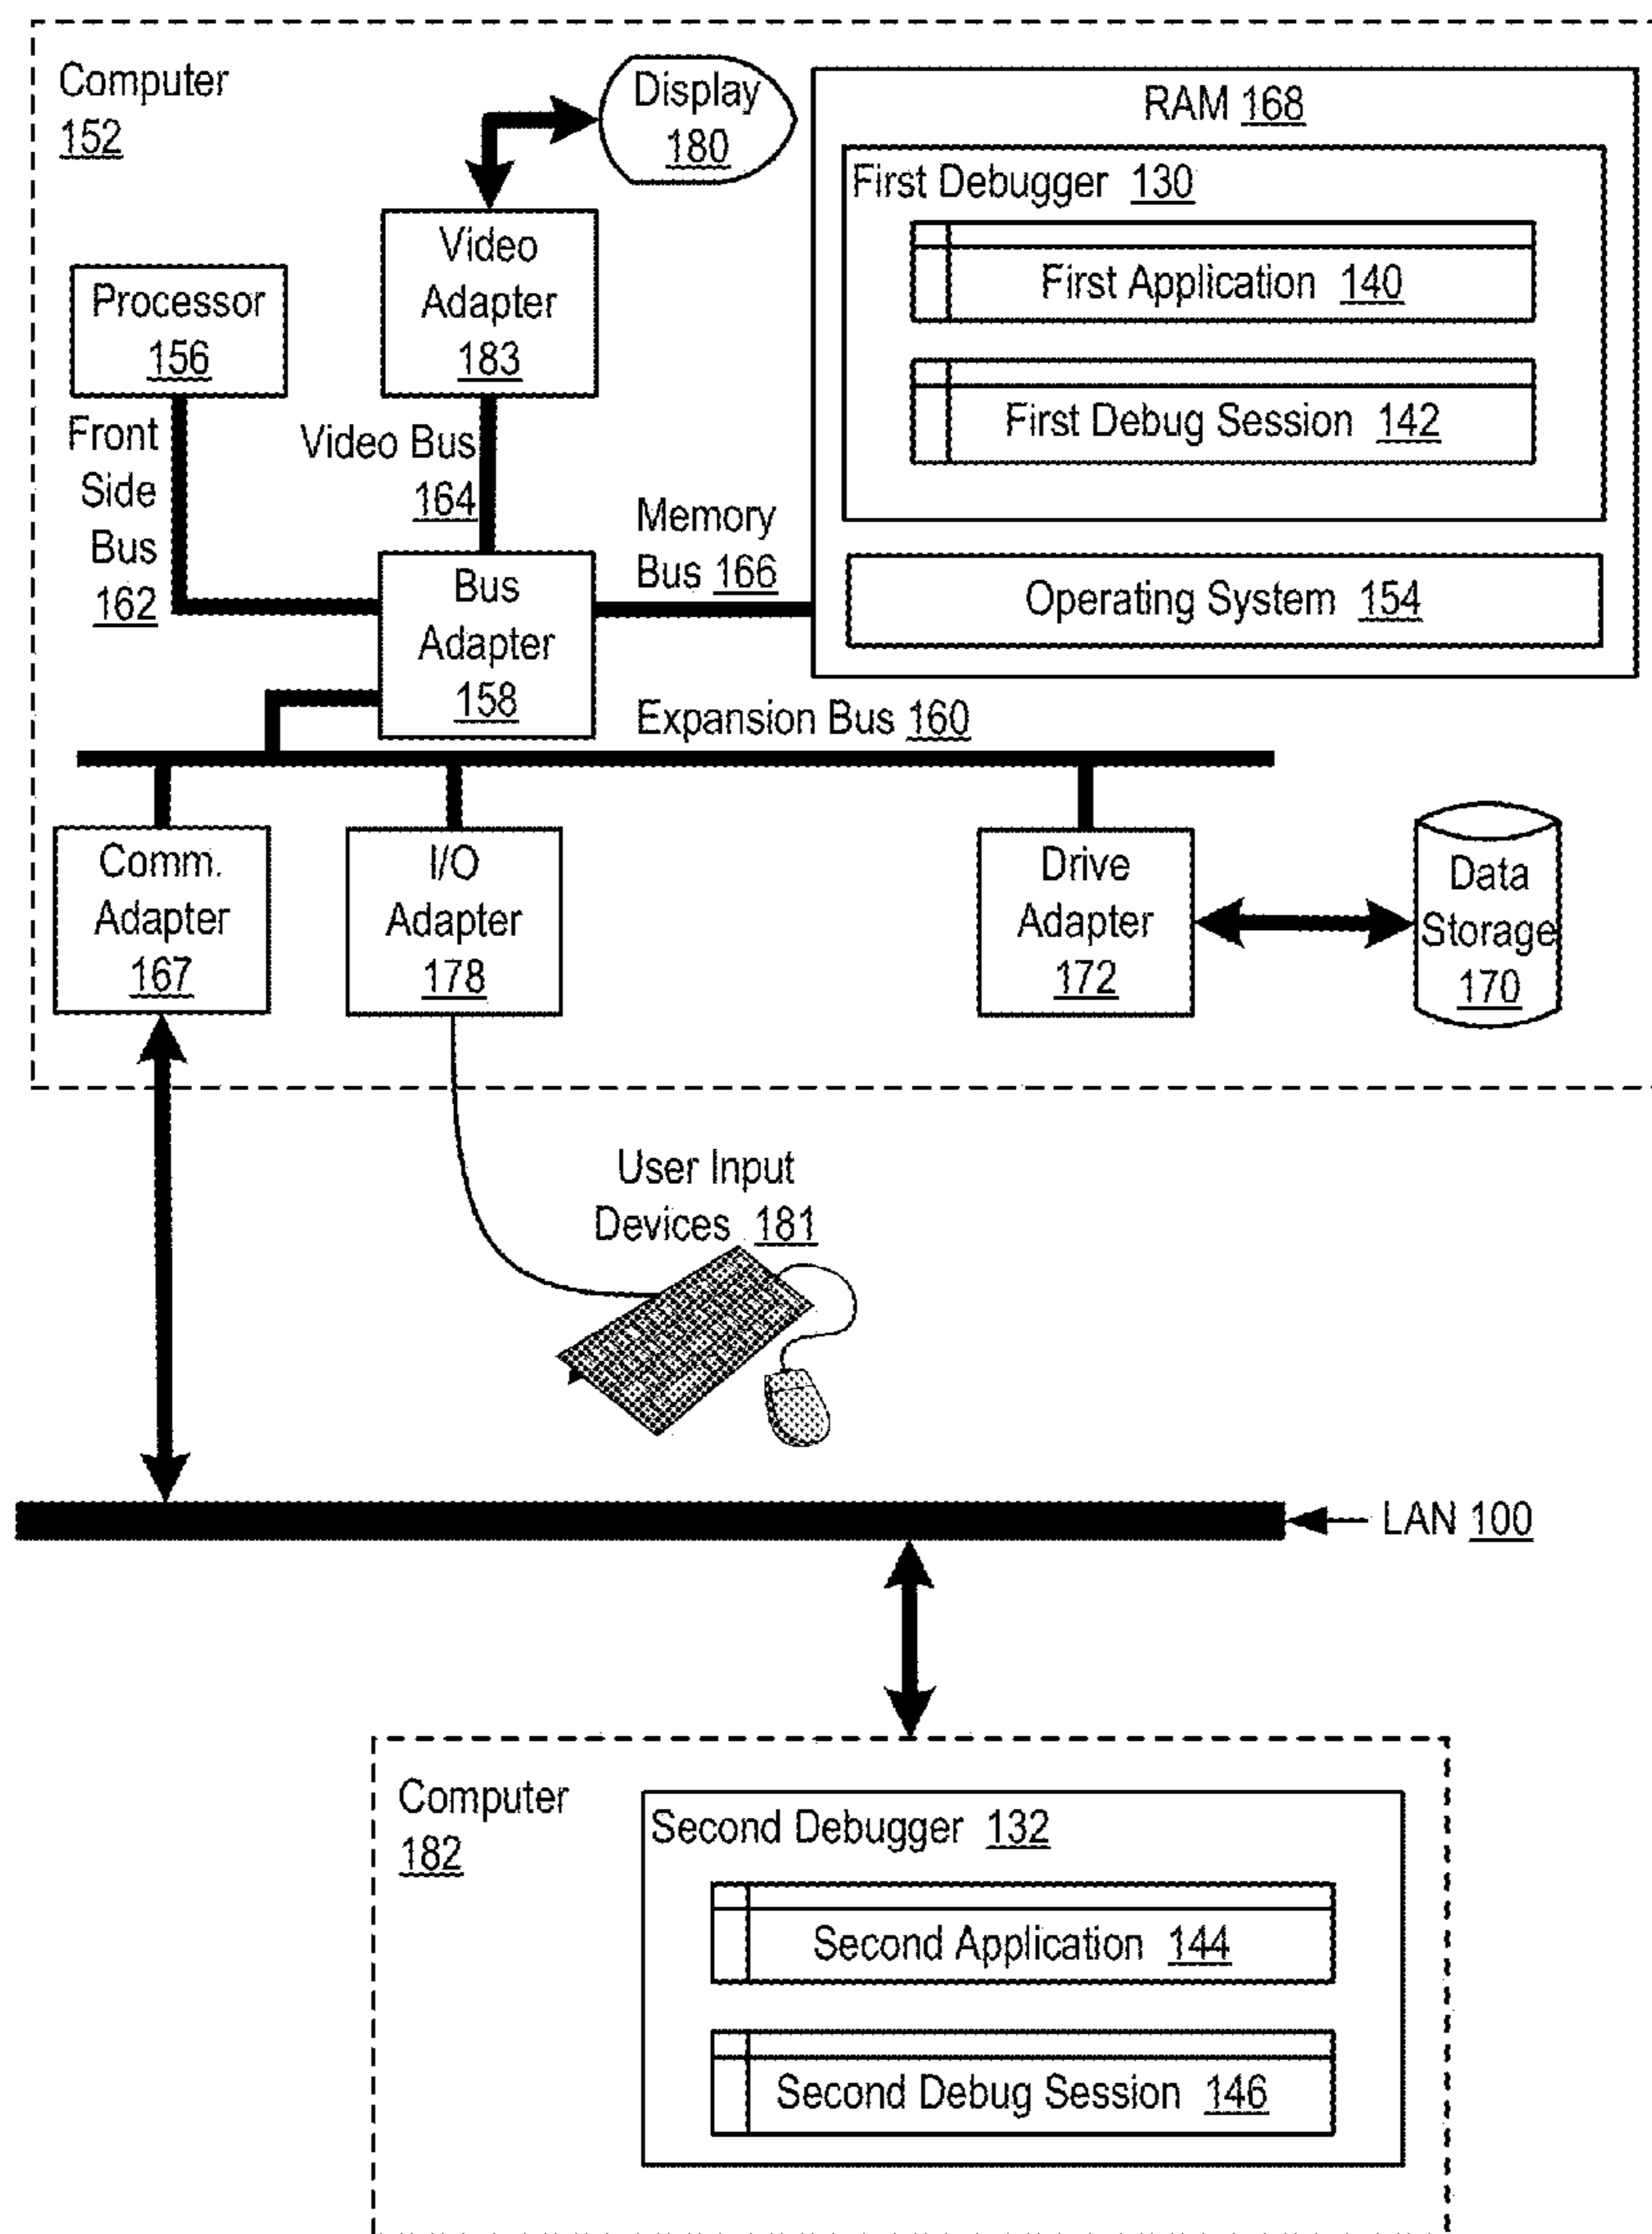 Computer
152
Display
180
RAM 168
First Debugger 130
First Application 140
First Debug Session 142
Operating System 154
Video
Adapter
183
Processor
156
Front
Side
Bus
162
Video Bus
164
Memory
Bus 166
Bus
Adapter
158
Expansion Bus 160
Comm.
Adapter
167
I/O
Adapter
178
Drive
Adapter
172
Data
Storage
170
User Input
Devices 181
LAN 100
Computer
182
Second Debugger 132
Second Application 144
Second Debug Session 146